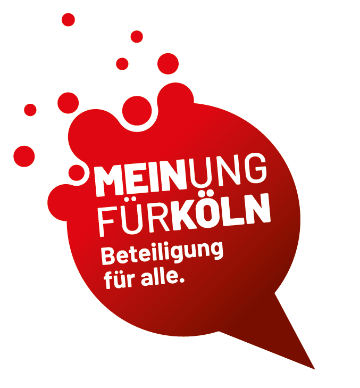 MEINUNG
FÜRKÖLN
Beteiligung
für alle.